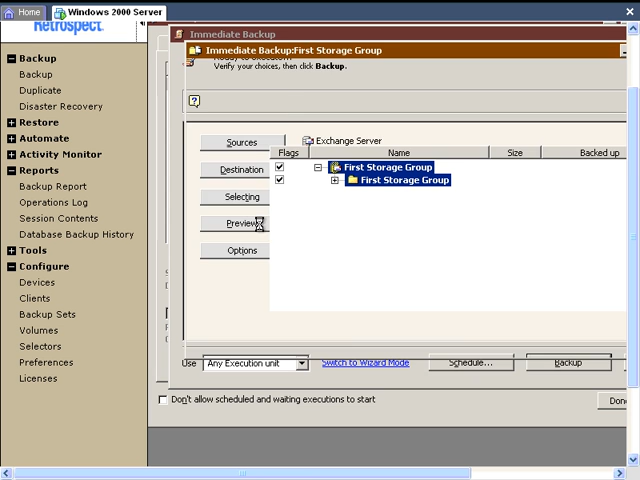 Home
Windows 2000 Server
Retrospect.
Immediate Backup
Immediate Backup:First Storage Group
Verify your choices, then click Backup.
Backup
Backup
Duplicate
Disaster Recovery
Restore
Automate
Activity Monitor
Reports
Backup Report
Operations Log
Session Contents
Database Backup History
Tools
Configure
Devices
Clients
Backup Sets
Volumes
Selectors
Preferences
Licenses
Sources
Exchange Server
Flags Name Size Backed up
Destination
First Storage Group
First Storage Group
Selecting
Preview
Options
Use Any Execution unit Switch to Wizard Mode Schedule... Backup
Don't allow scheduled and waiting executions to start
Done